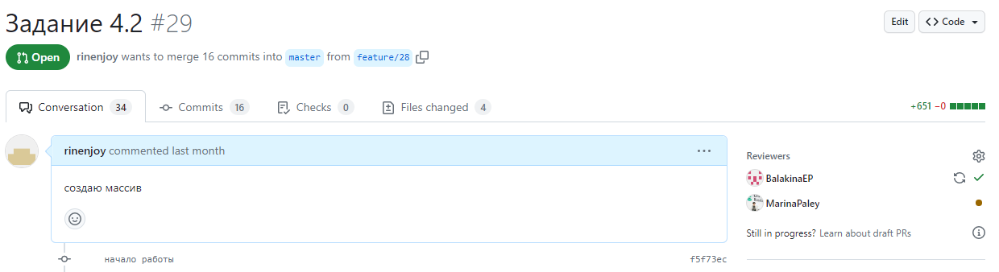 Задание 4.2 #29
Edit
Code
Open
rinenjoy wants to merge 16 commits into master from feature/28
Conversation 34
Commits 16
Checks 0
Files changed 4
+651 −0
rinenjoy commented last month
создаю массив
начало работы
f5f73ec
Reviewers
BalakinaEP
MarinaPaley
Still in progress? Learn about draft PRs